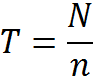 T = N/n